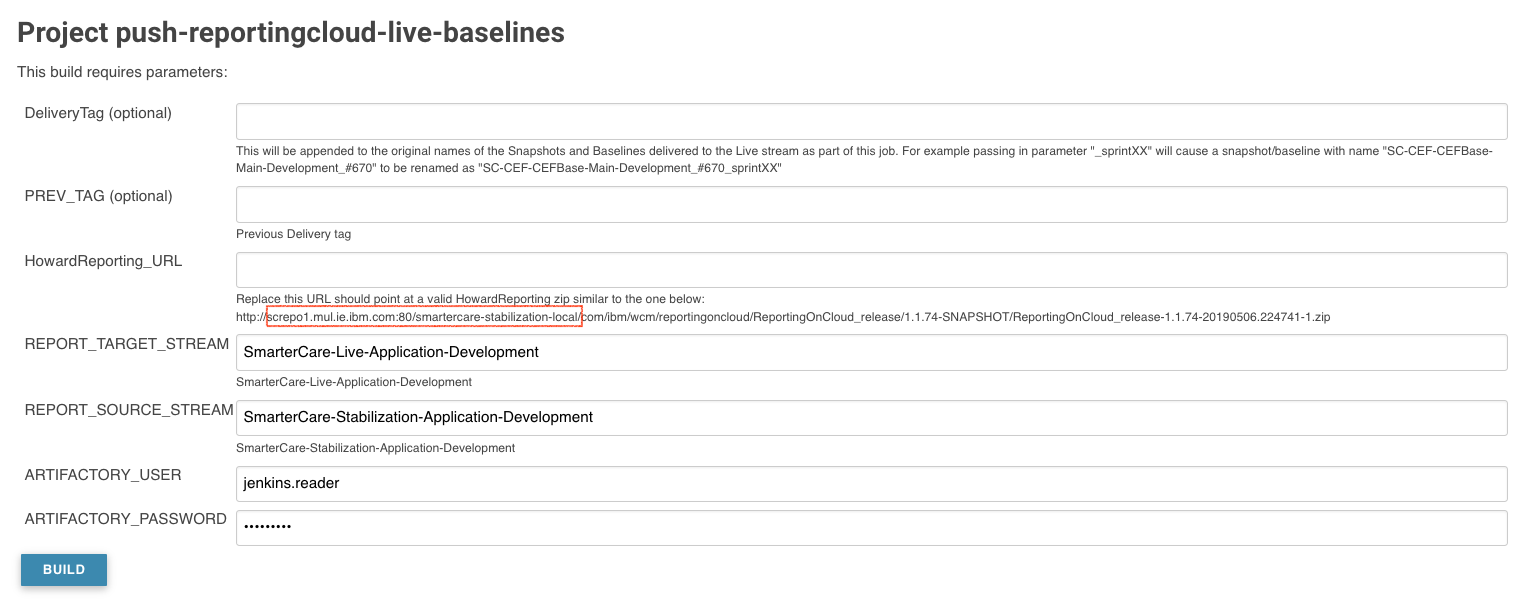 Project push-reportingcloud-live-baselines
This build requires parameters:
DeliveryTag (optional)
This will be appended to the original names of the Snapshots and Baselines delivered to the Live stream as part of this job. For example passing in parameter "_sprintXX" will cause a snapshot/baseline with name "SC-CEF-CEFBase-
Main-Development_#670" to be renamed as "SC-CEF-CEFBase-Main-Development_#670_sprintXX"
PREV_TAG (optional)
Previous Delivery tag
HowardReporting_URL
Replace this URL should point at a valid HowardReporting zip similar to the one below:
http://screpo1.mul.ie.ibm.com:80/smartercare-stabilization-local/com/ibm/wcm/reportingoncloud/ReportingOnCloud_release/1.1.74-SNAPSHOT/ReportingOnCloud_release-1.1.74-20190506.224741-1.zip
REPORT_TARGET_STREAM
SmarterCare-Live-Application-Development
SmarterCare-Live-Application-Development
REPORT_SOURCE_STREAM
SmarterCare-Stabilization-Application-Development
SmarterCare-Stabilization-Application-Development
ARTIFACTORY_USER
jenkins.reader
ARTIFACTORY_PASSWORD
•••••••••
BUILD